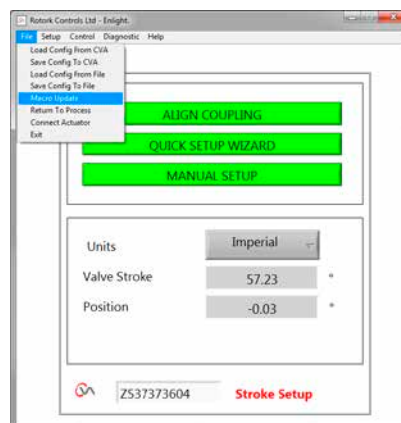 Rotork Controls Ltd - Enlight.
File Setup Control Diagnostic Help
Load Config From CVA
Save Config To CVA
Load Config From File
Save Config To File
Macro Update
Return To Process
Connect Actuator
Exit
ALIGN COUPLING
QUICK SETUP WIZARD
MANUAL SETUP
Units Imperial
Valve Stroke 57.23 °
Position -0.03 °
ZS37373604 Stroke Setup